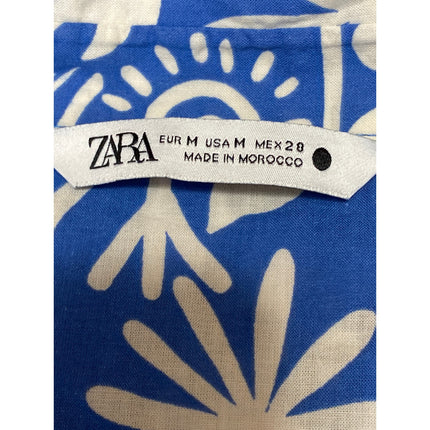 ZARA
EUR M USA M MEX 28
MADE IN MOROCCO